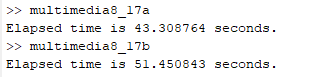 >> multimedia8_17a
Elapsed time is 43.308764 seconds.
>> multimedia8_17b
Elapsed time is 51.450843 seconds.